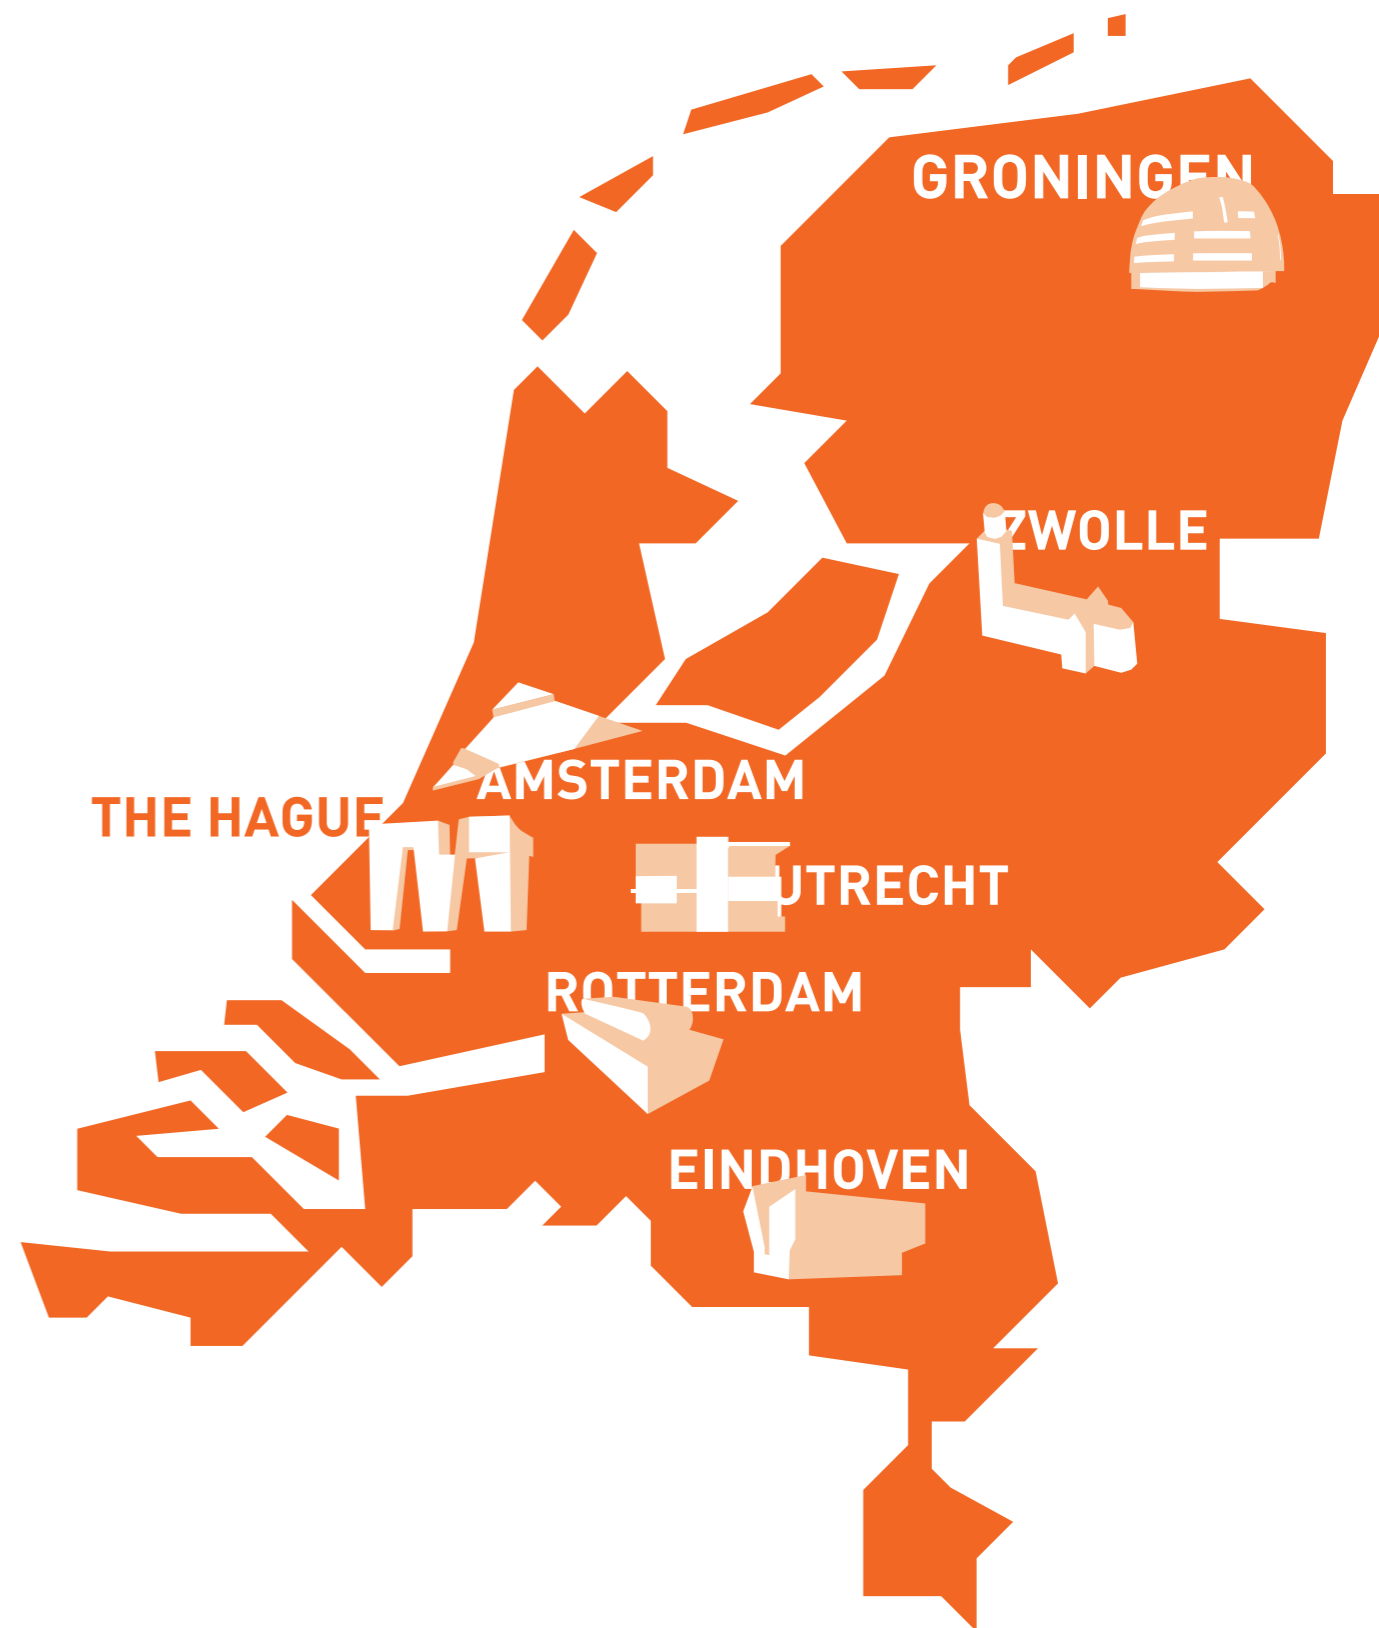 GRONINGEN
ZWOLLE
AMSTERDAM
THE HAGUE
UTRECHT
ROTTERDAM
EINDHOVEN